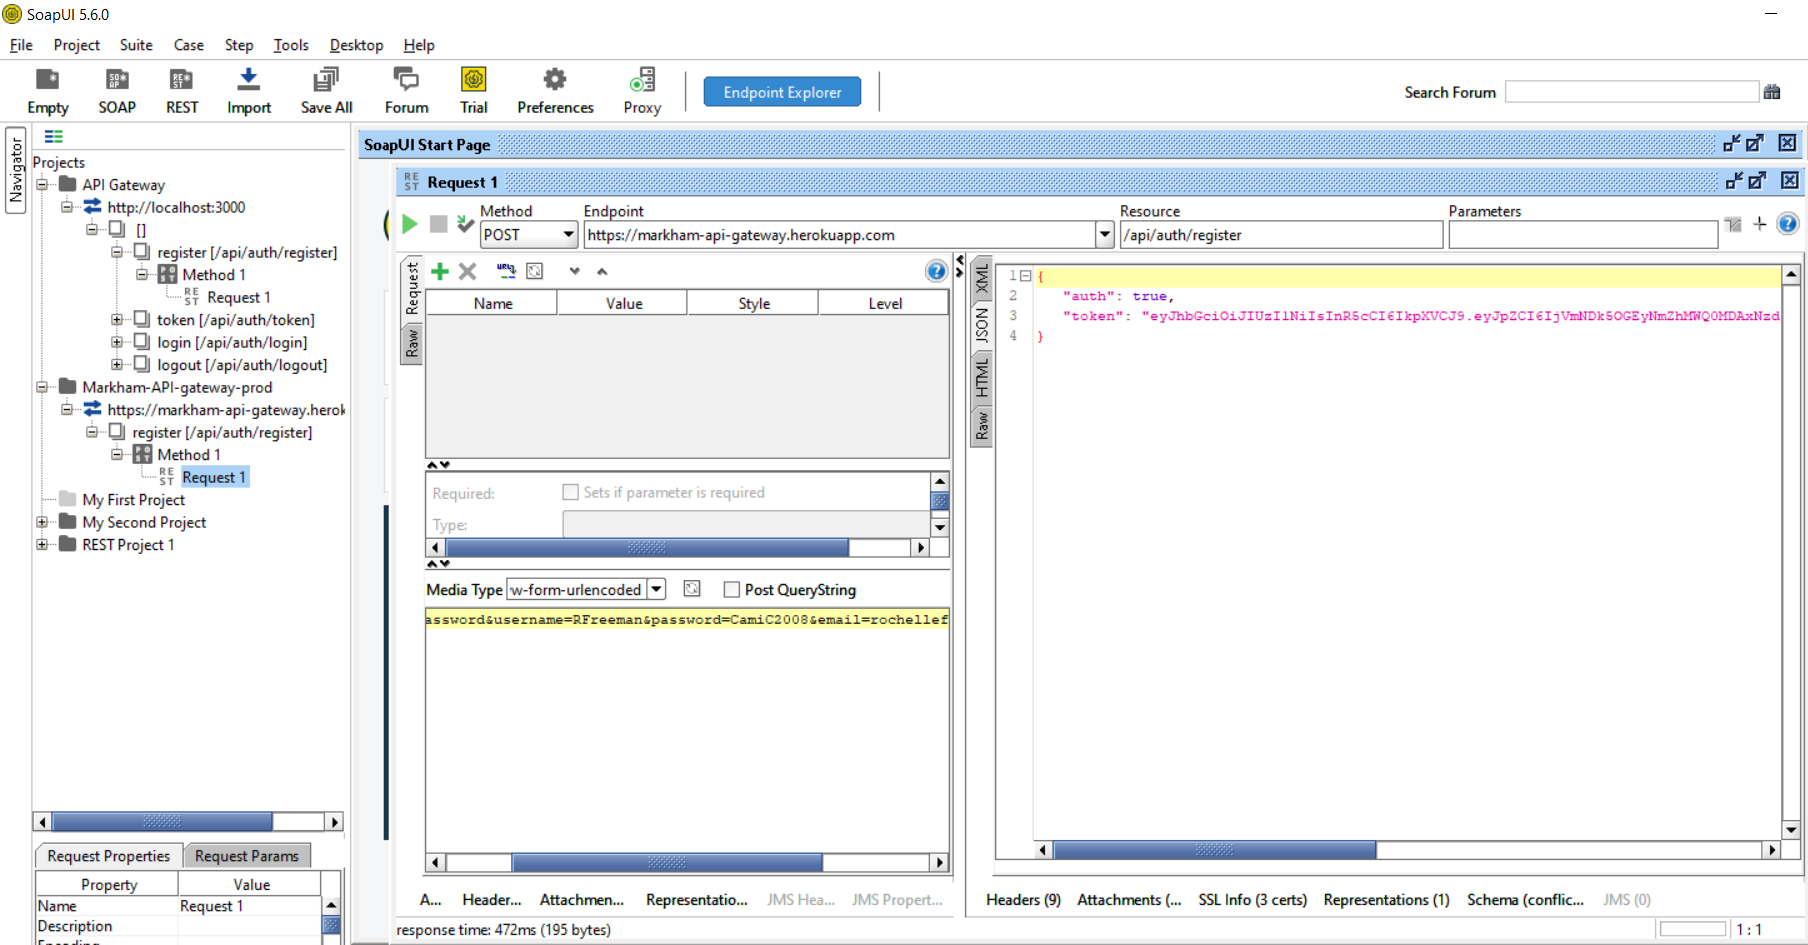 SoapUI 5.6.0
File Project Suite Case Step Tools Desktop Help
Empty SOAP REST Import Save All Forum Trial Preferences Proxy Endpoint Explorer Search Forum
Navigator
Projects
API Gateway
http://localhost:3000
[]
register [/api/auth/register]
Method 1
Request 1
token [/api/auth/token]
login [/api/auth/login]
logout [/api/auth/logout]
Markham-API-gateway-prod
https://markham-api-gateway.herok
register [/api/auth/register]
Method 1
Request 1
My First Project
My Second Project
REST Project 1
Request Properties Request Params
Property Value
Name Request 1
Description
Encoding
SoapUI Start Page
Request 1
Method Endpoint Resource Parameters
POST https://markham-api-gateway.herokuapp.com /api/auth/register
Request
Raw
Name Value Style Level
Required: Sets if parameter is required
Type:
Media Type w-form-urlencoded Post QueryString
assword&username=RFreeman&password=CamiC2008&email=rochellef
A... Header... Attachmen... Representatio... JMS Hea... JMS Propert...
XML
JSON
HTML
Raw
1 {
2 "auth": true,
3 "token": "eyJhbGciOiJIUzI1NiIsInR5cCI6IkpXVCJ9.eyJpZCI6IjVmNDk5OGEyNmZhMWQ0MDAxNzd
4 }
Headers (9) Attachments (... SSL Info (3 certs) Representations (1) Schema (conflic... JMS (0)
response time: 472ms (195 bytes)
1 : 1